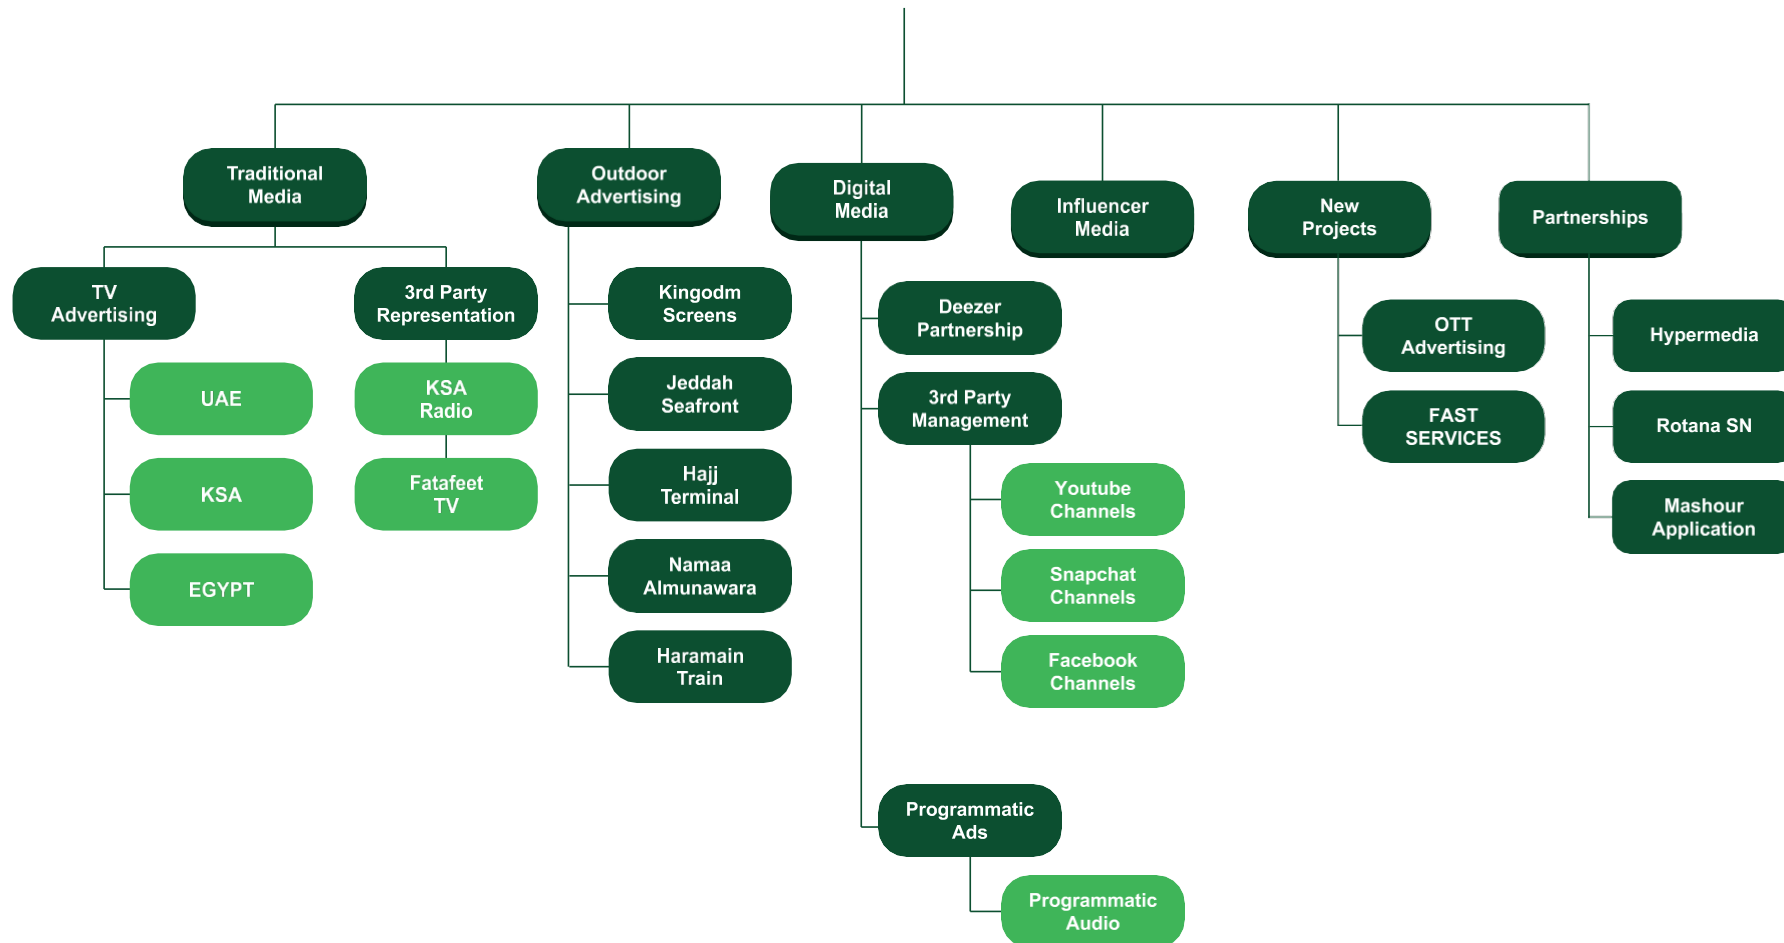 Traditional
Media
Outdoor
Advertising
Digital
Media
Influencer
Media
New
Projects
Partnerships
TV
Advertising
UAE
KSA
EGYPT
3rd Party
Representation
KSA
Radio
Fatafeet
TV
Kingodm
Screens
Jeddah
Seafront
Hajj
Terminal
Namaa
Almunawara
Haramain
Train
Deezer
Partnership
3rd Party
Management
Youtube
Channels
Snapchat
Channels
Facebook
Channels
Programmatic
Ads
Programmatic
Audio
OTT
Advertising
FAST
SERVICES
Hypermedia
Rotana SN
Mashour
Application